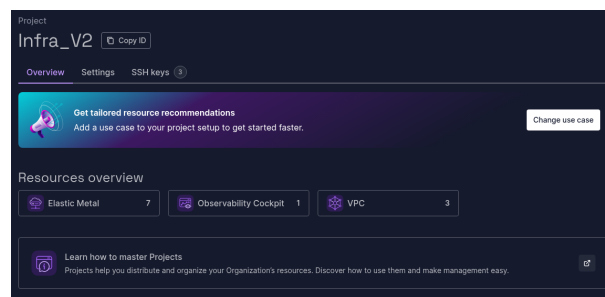 Project
Infra_V2 Copy ID
Overview Settings SSH keys 3
Get tailored resource recommendations
Add a use case to your project setup to get started faster.
Change use case
Resources overview
Elastic Metal 7 Observability Cockpit 1 VPC 3
Learn how to master Projects
Projects help you distribute and organize your Organization's resources. Discover how to use them and make management easy.